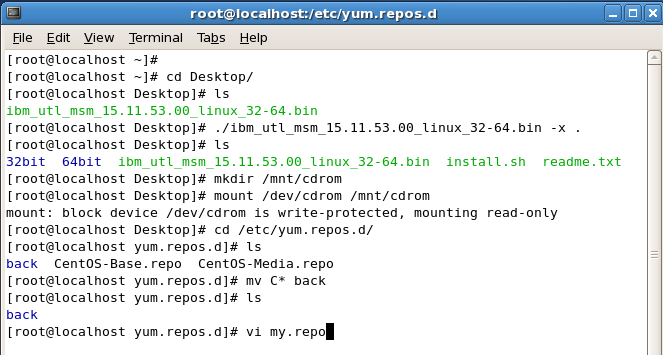 root@localhost:/etc/yum.repos.d
File Edit View Terminal Tabs Help
[root@localhost ~]#
[root@localhost ~]# cd Desktop/
[root@localhost Desktop]# ls
ibm_utl_msm_15.11.53.00_linux_32-64.bin
[root@localhost Desktop]# ./ibm_utl_msm_15.11.53.00_linux_32-64.bin -x .
[root@localhost Desktop]# ls
32bit  64bit  ibm_utl_msm_15.11.53.00_linux_32-64.bin  install.sh  readme.txt
[root@localhost Desktop]# mkdir /mnt/cdrom
[root@localhost Desktop]# mount /dev/cdrom /mnt/cdrom
mount: block device /dev/cdrom is write-protected, mounting read-only
[root@localhost Desktop]# cd /etc/yum.repos.d/
[root@localhost yum.repos.d]# ls
back  CentOS-Base.repo  CentOS-Media.repo
[root@localhost yum.repos.d]# mv C* back
[root@localhost yum.repos.d]# ls
back
[root@localhost yum.repos.d]# vi my.repo